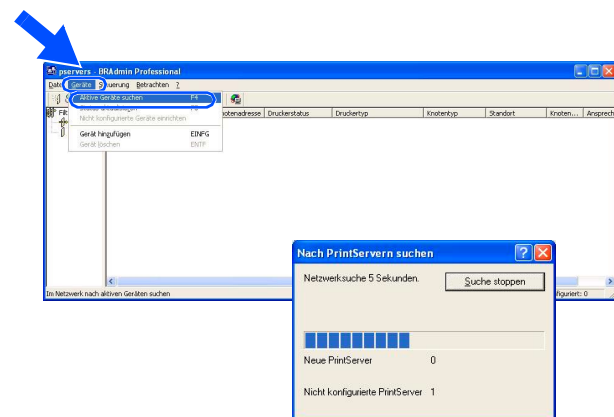 pservers - BRAdmin Professional
Geräte Steuerung Betrachten ?
Aktive Geräte suchen F4
Nicht konfigurierte Geräte einrichten
Gerät hinzufügen EINFG
Gerät löschen ENTF
Druckerstatus Druckertyp Knotentyp Standort Knoten... Ansprech
Im Netzwerk nach aktiven Geräten suchen
Nach PrintServern suchen
Netzwerksuche 5 Sekunden.
Suche stoppen
Neue PrintServer 0
Nicht konfigurierte PrintServer 1